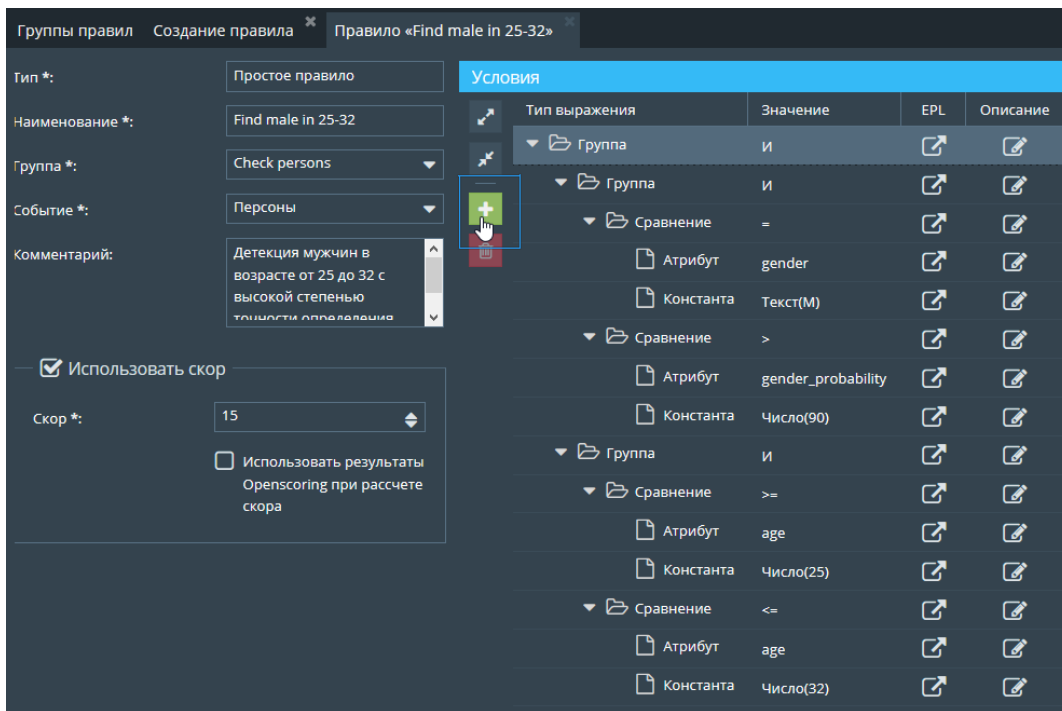 Группы правил
Создание правила
Правило «Find male in 25-32»
Тип *:
Простое правило
Наименование *:
Find male in 25-32
Группа *:
Check persons
Событие *:
Персоны
Комментарий:
Детекция мужчин в
возрасте от 25 до 32 с
высокой степенью
точности определения
Использовать скор
Скор *:
15
Использовать результаты
Openscoring при рассчете
скора
Условия
Тип выражения Значение EPL Описание
Группа И
Группа И
Сравнение =
Атрибут gender
Константа Текст(M)
Сравнение >
Атрибут gender_probability
Константа Число(90)
Группа И
Сравнение >=
Атрибут age
Константа Число(25)
Сравнение <=
Атрибут age
Константа Число(32)